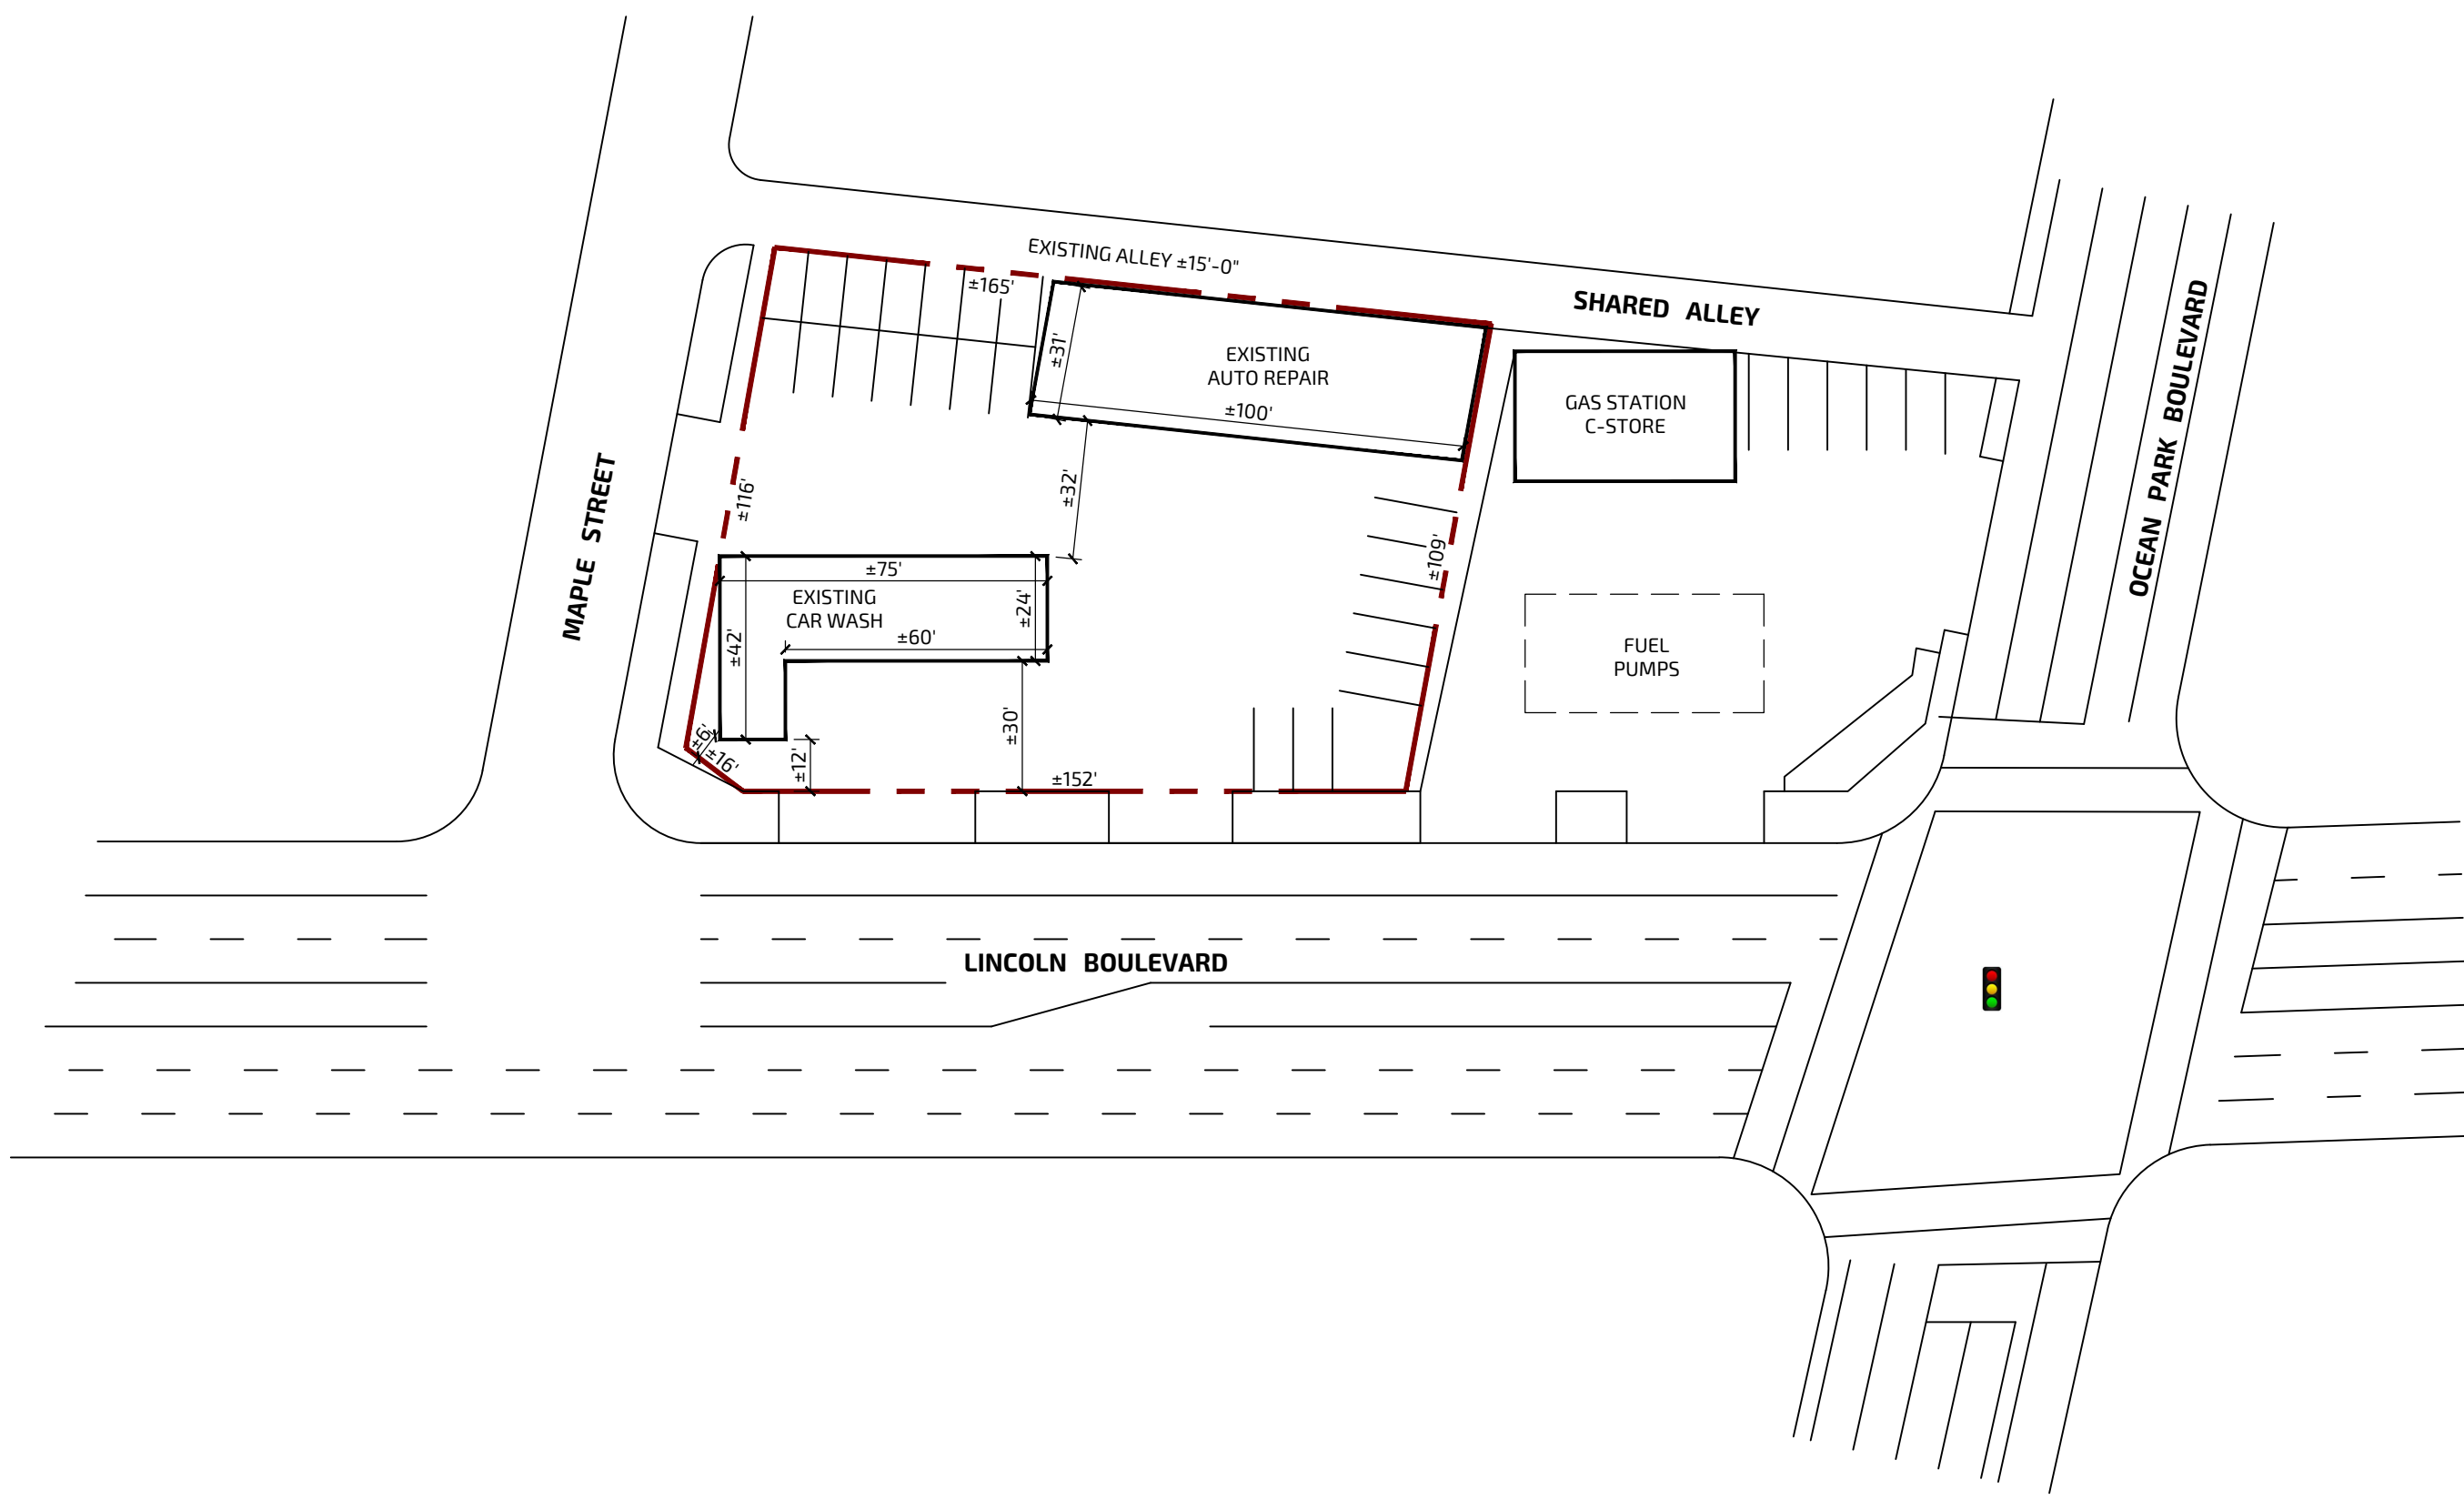 EXISTING ALLEY ±15'-0"
±165'
SHARED ALLEY
±31'
EXISTING
AUTO REPAIR
±100'
GAS STATION
C-STORE
OCEAN PARK BOULEVARD
MAPLE STREET
±116'
±32'
±109'
±75'
EXISTING
CAR WASH
±24'
±60'
±42'
FUEL
PUMPS
±6'
±16'
±12'
±30'
±152'
LINCOLN BOULEVARD